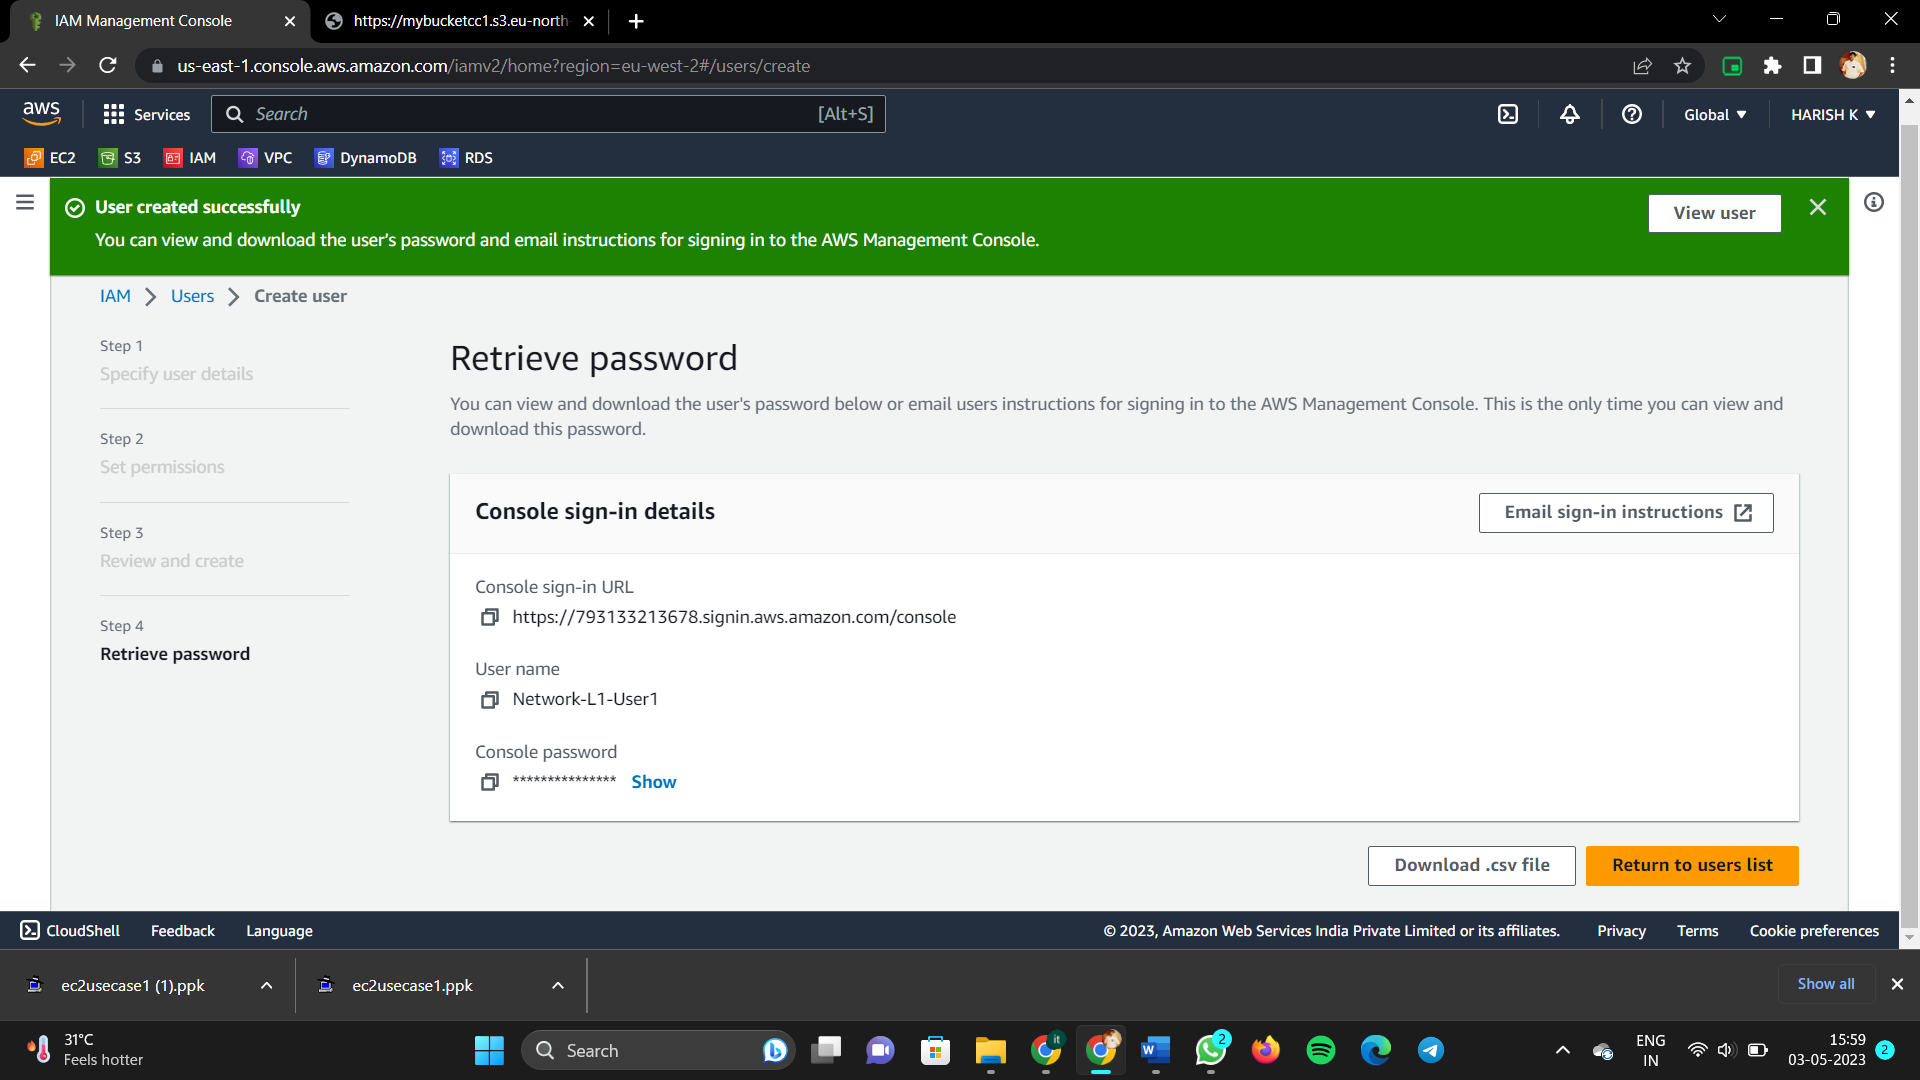 IAM Management Console
https://mybucketcc1.s3.eu-north-
us-east-1.console.aws.amazon.com/iamv2/home?region=eu-west-2#/users/create
aws
Services
Search
[Alt+S]
Global
HARISH K
EC2
S3
IAM
VPC
DynamoDB
RDS
User created successfully
You can view and download the user's password and email instructions for signing in to the AWS Management Console.
View user
IAM
Users
Create user
Step 1
Specify user details
Step 2
Set permissions
Step 3
Review and create
Step 4
Retrieve password
Retrieve password
You can view and download the user's password below or email users instructions for signing in to the AWS Management Console. This is the only time you can view and
download this password.
Console sign-in details
Email sign-in instructions
Console sign-in URL
https://793133213678.signin.aws.amazon.com/console
User name
Network-L1-User1
Console password
***************
Show
Download .csv file
Return to users list
CloudShell
Feedback
Language
© 2023, Amazon Web Services India Private Limited or its affiliates.
Privacy
Terms
Cookie preferences
ec2usecase1 (1).ppk
ec2usecase1.ppk
Show all
31°C
Feels hotter
Search
it
W
2
ENG
IN
15:59
03-05-2023
2